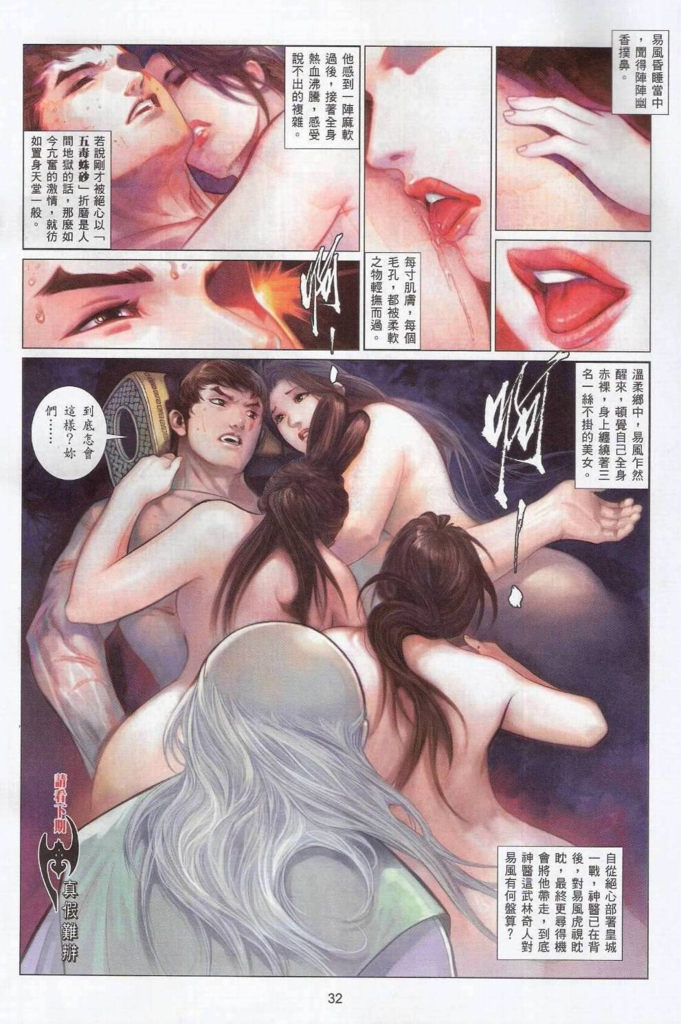 易風昏睡當中
，聞得陣陣幽
香撲鼻。
他感到一陣麻軟
過後，接著全身
熱血沸騰，感受
說不出的複雜。
若說剛才被絕心以「
五毒蛛砂」折磨是人
間地獄的話，那麼如
今亢奮的激情，就彷
如置身天堂一般。
每寸肌膚，每個
毛孔，都被柔軟
之物輕撫而過。
啊
！
溫柔鄉中，易風乍然
醒來，頓覺自己全身
赤裸，身上纏繞著三
名一絲不掛的美女。
啊
！
到底怎會
這樣？妳
們……
自從絕心部署皇城
一戰，神醫已在背
後，對易風虎視眈
眈，最終更尋得機
會將他帶走，到底
神醫這武林奇人對
易風有何盤算？
請看下期
真假難辯
32